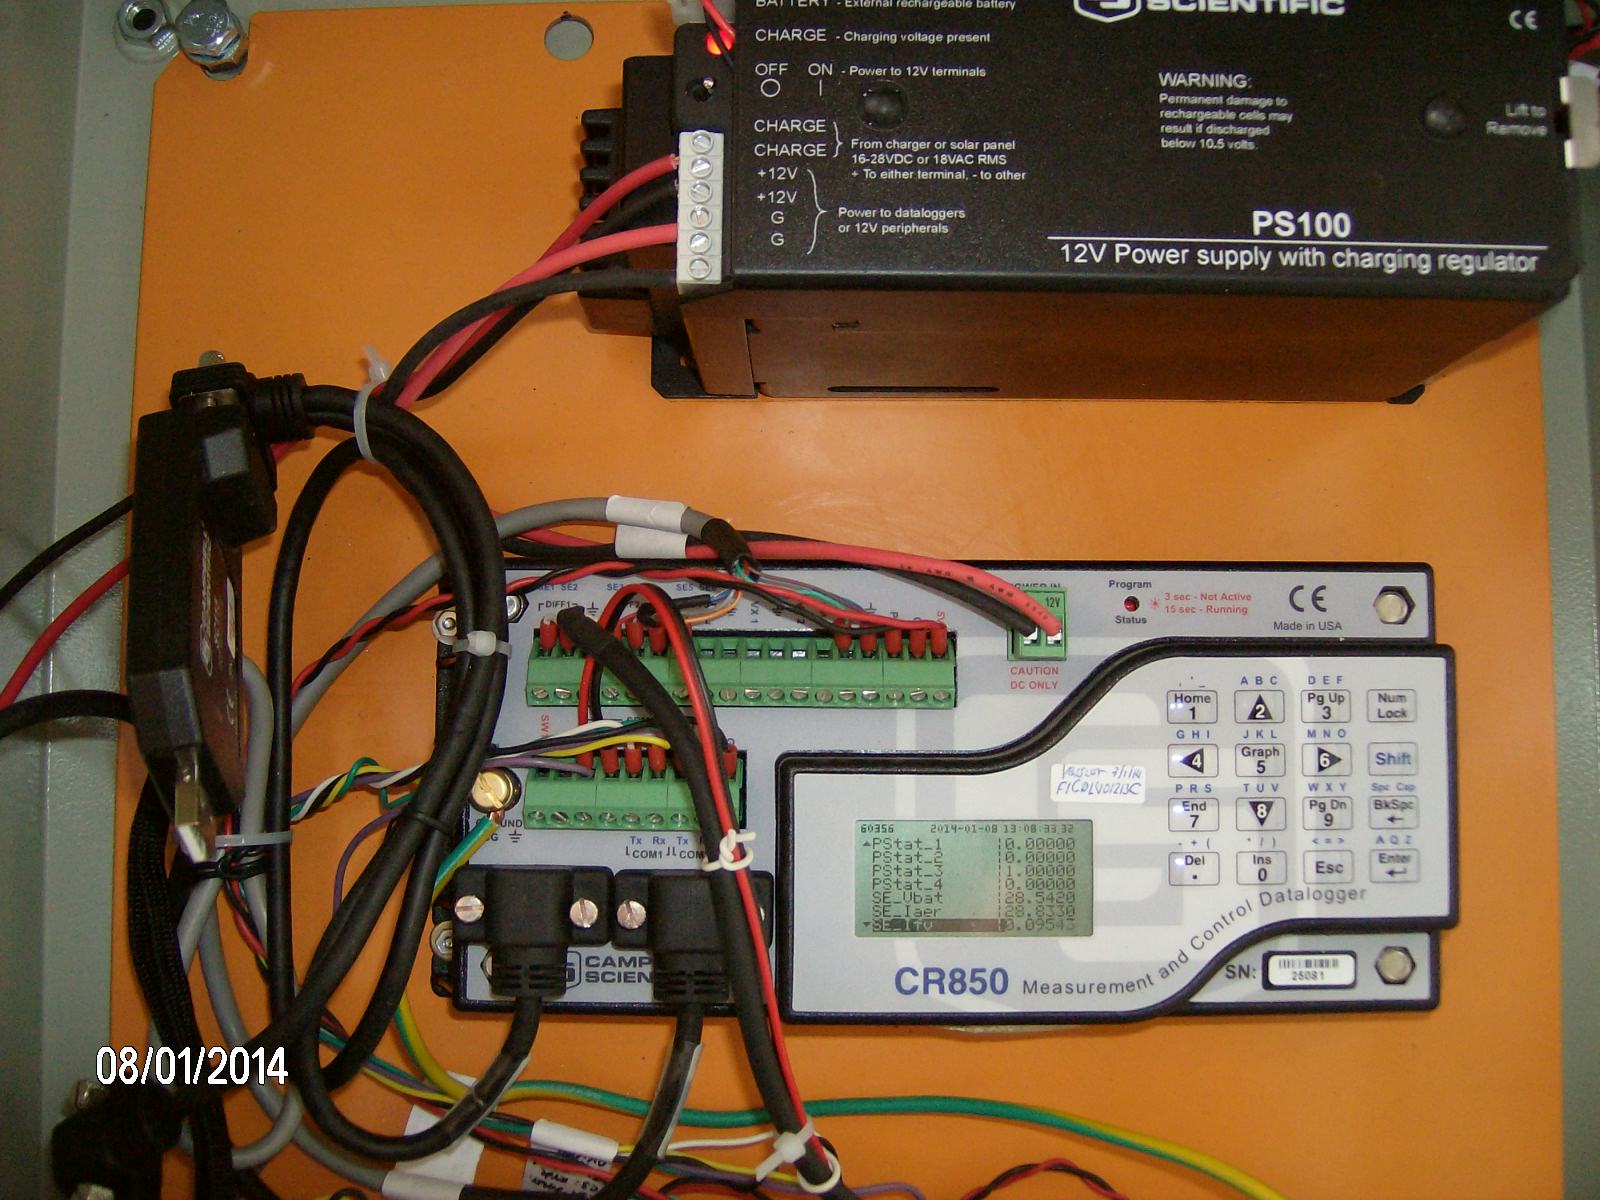 BATTERY - External rechargeable battery
SCIENTIFIC
CE
CHARGE - Charging voltage present
OFF ON - Power to 12V terminals
O |
CHARGE
CHARGE
From charger or solar panel
16-28VDC or 18VAC RMS
+ To either terminal, - to other
+12V
+12V
G
G
Power to dataloggers
or 12V peripherals
WARNING:
Permanent damage to
rechargeable cells may
result if discharged
below 10.5 volts.
Lift to
Remove
PS100
12V Power supply with charging regulator
SE2
DIFF1
POWER IN
12V
CAUTION
DC ONLY
Program
Status
3 sec - Not Active
15 sec - Running
CE
Made in USA
Tx Rx Tx
COM1
, ' _
Home
1
A B C
2
D E F
Pg Up
3
Num
Lock
G H I
4
J K L
Graph
5
M N O
6
Shift
P R S
End
7
T U V
8
W X Y
Pg Dn
9
Spc Cap
BkSpc
- + (
Del
.
* / )
Ins
0
< = >
Esc
A Q Z
Enter
60356 2014-01-08 13:08:33.32
PStat_1 |0.00000
PStat_2 |0.00000
PStat_3 |1.00000
PStat_4 |0.00000
SE_Vbat |28.5420
SE_Iaer |28.8330
SE_Ifv |0.09543
CR850
Measurement and Control Datalogger
SN:
25081
CAMP
SCIEN
08/01/2014